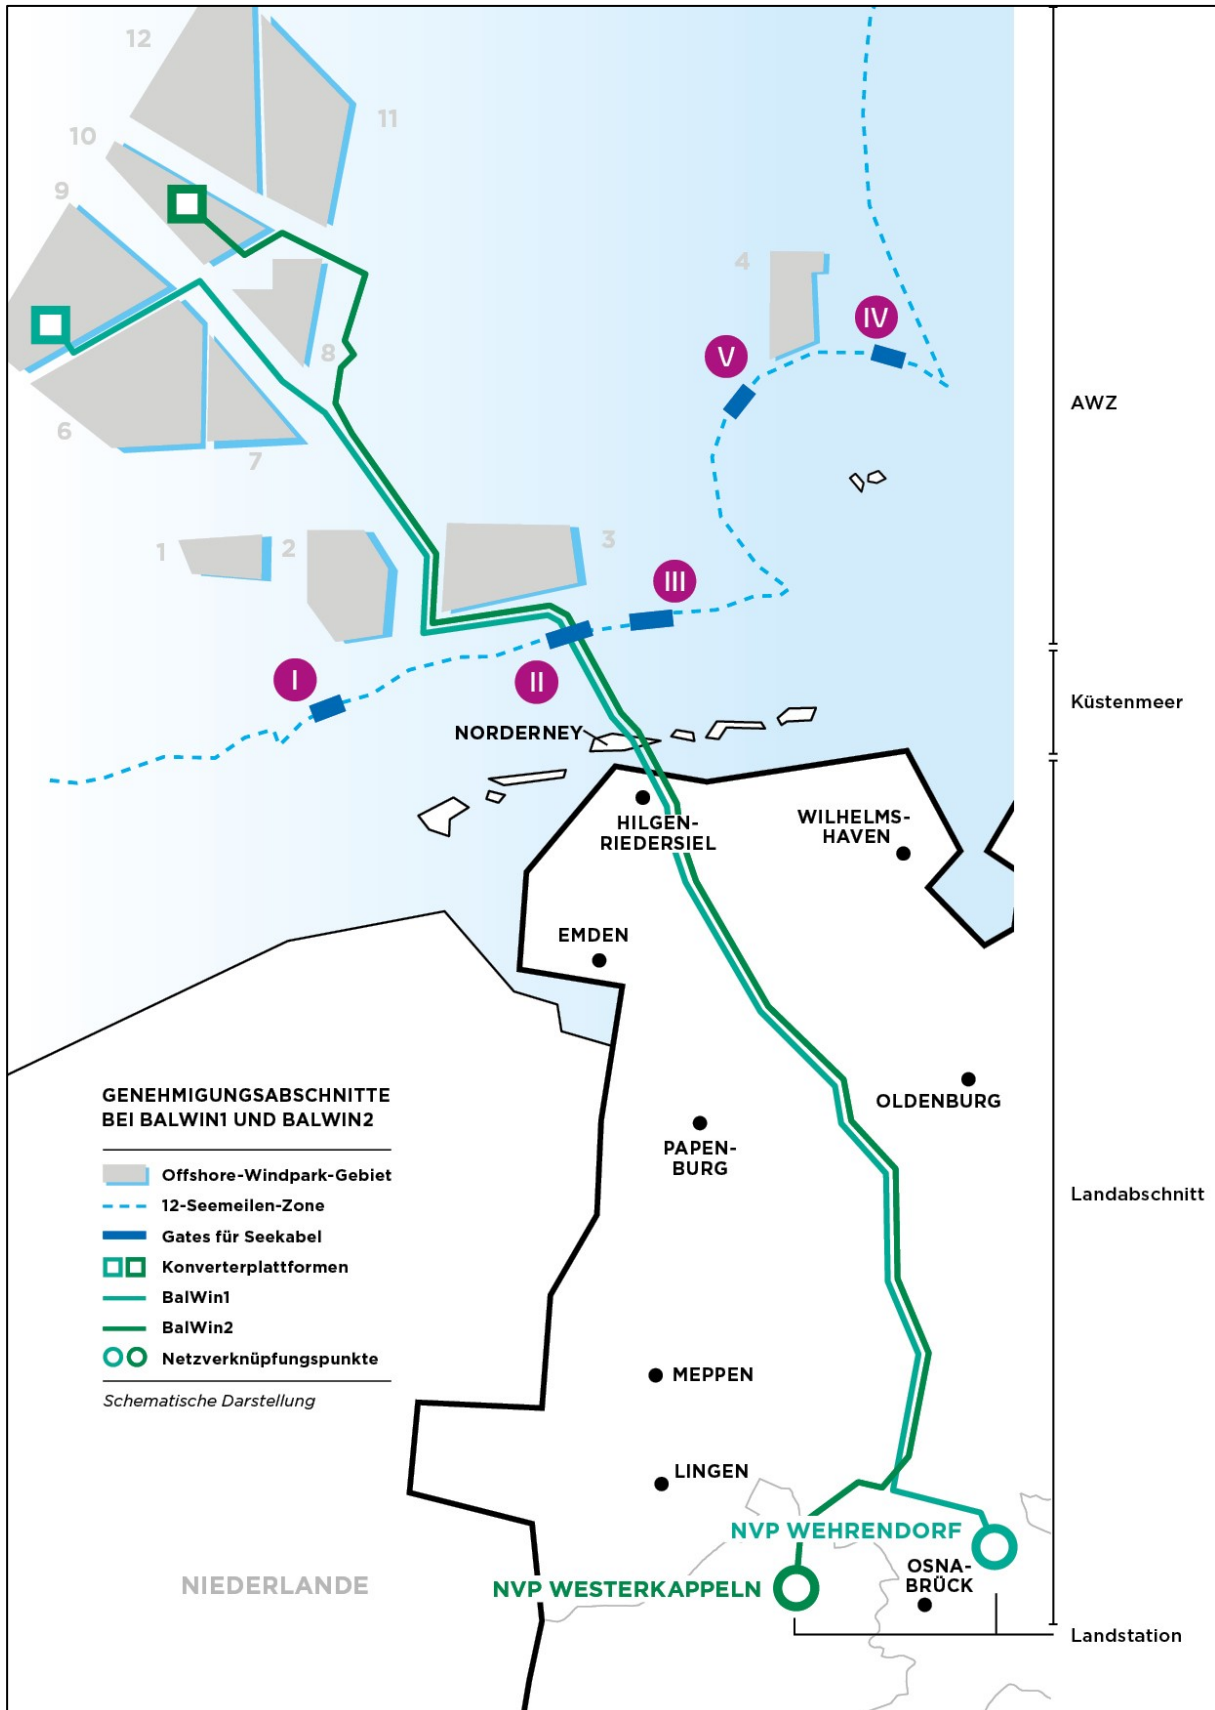 12
11
10
9
4
IV
V
8
6
7
AWZ
1
2
3
III
I
II
Küstenmeer
NORDERNEY
HILGEN-
RIEDERSIEL
WILHELMS-
HAVEN
EMDEN
GENEHMIGUNGSABSCHNITTE
BEI BALWIN1 UND BALWIN2
Offshore-Windpark-Gebiet
12-Seemeilen-Zone
Gates für Seekabel
Konverterplattformen
BalWin1
BalWin2
Netzverknüpfungspunkte
Schematische Darstellung
OLDENBURG
PAPEN-
BURG
Landabschnitt
MEPPEN
LINGEN
NVP WEHRENDORF
OSNA-
BRÜCK
NIEDERLANDE
NVP WESTERKAPPELN
Landstation